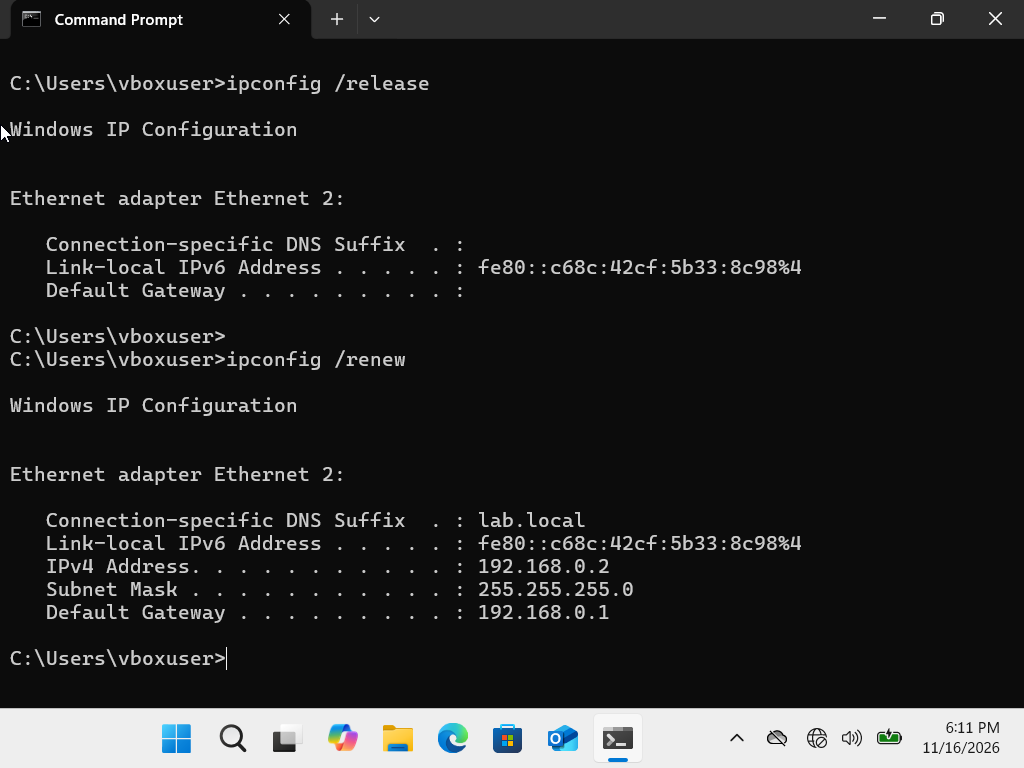 Command Prompt
C:\Users\vboxuser>ipconfig /release
Windows IP Configuration
Ethernet adapter Ethernet 2:
Connection-specific DNS Suffix  . :
Link-local IPv6 Address . . . . . : fe80::c68c:42cf:5b33:8c98%4
Default Gateway . . . . . . . . . :
C:\Users\vboxuser>
C:\Users\vboxuser>ipconfig /renew
Windows IP Configuration
Ethernet adapter Ethernet 2:
Connection-specific DNS Suffix  . : lab.local
Link-local IPv6 Address . . . . . : fe80::c68c:42cf:5b33:8c98%4
IPv4 Address. . . . . . . . . . . : 192.168.0.2
Subnet Mask . . . . . . . . . . . : 255.255.255.0
Default Gateway . . . . . . . . . : 192.168.0.1
C:\Users\vboxuser>
6:11 PM
11/16/2026